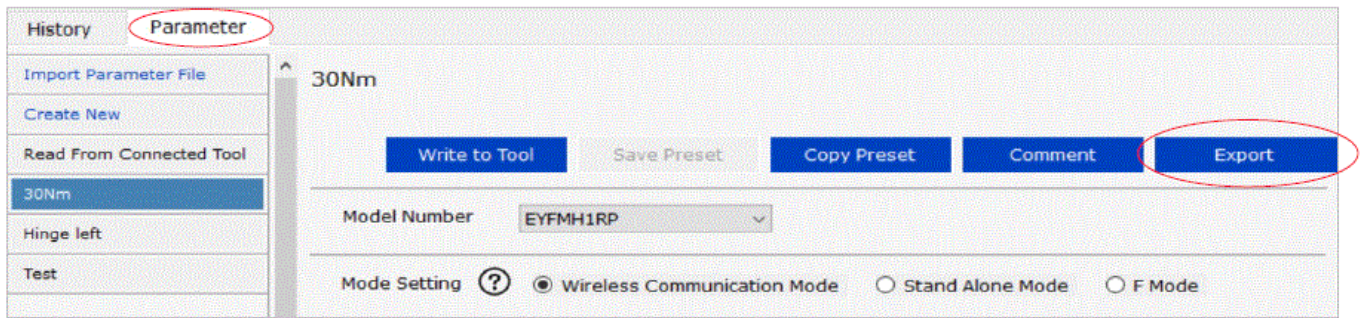 History Parameter
Import Parameter File
Create New
Read From Connected Tool
30Nm
Hinge left
Test
30Nm
Write to Tool Save Preset Copy Preset Comment Export
Model Number EYFMH1RP
Mode Setting ? Wireless Communication Mode Stand Alone Mode F Mode